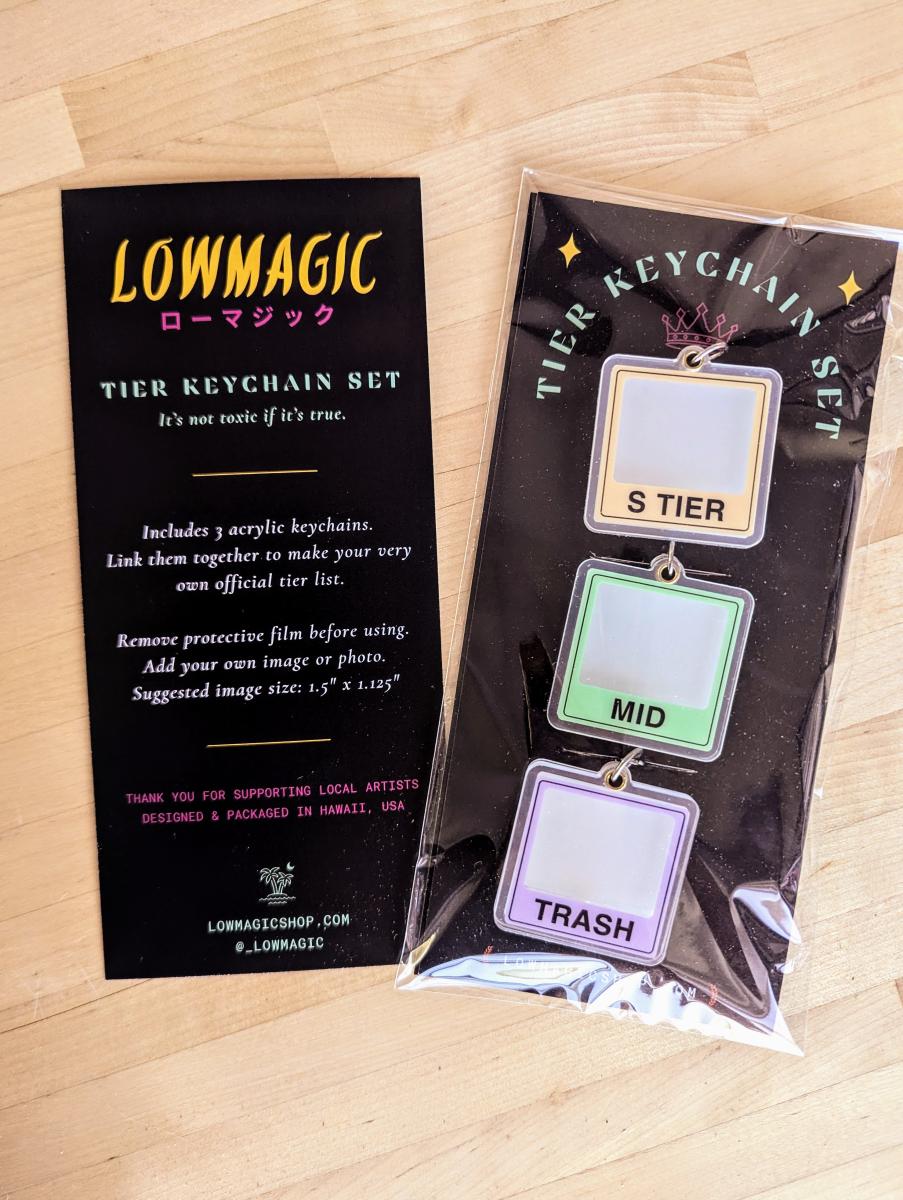 LOWMAGIC
ローマジック
TIER KEYCHAIN SET
It's not toxic if it's true.
Includes 3 acrylic keychains.
Link them together to make your very
own official tier list.
Remove protective film before using.
Add your own image or photo.
Suggested image size: 1.5" x 1.125"
THANK YOU FOR SUPPORTING LOCAL ARTISTS
DESIGNED & PACKAGED IN HAWAII, USA
LOWMAGICSHOP.COM
@_LOWMAGIC
TIER KEYCHAIN SET
S TIER
MID
TRASH
LOWMAGICSHOP.COM